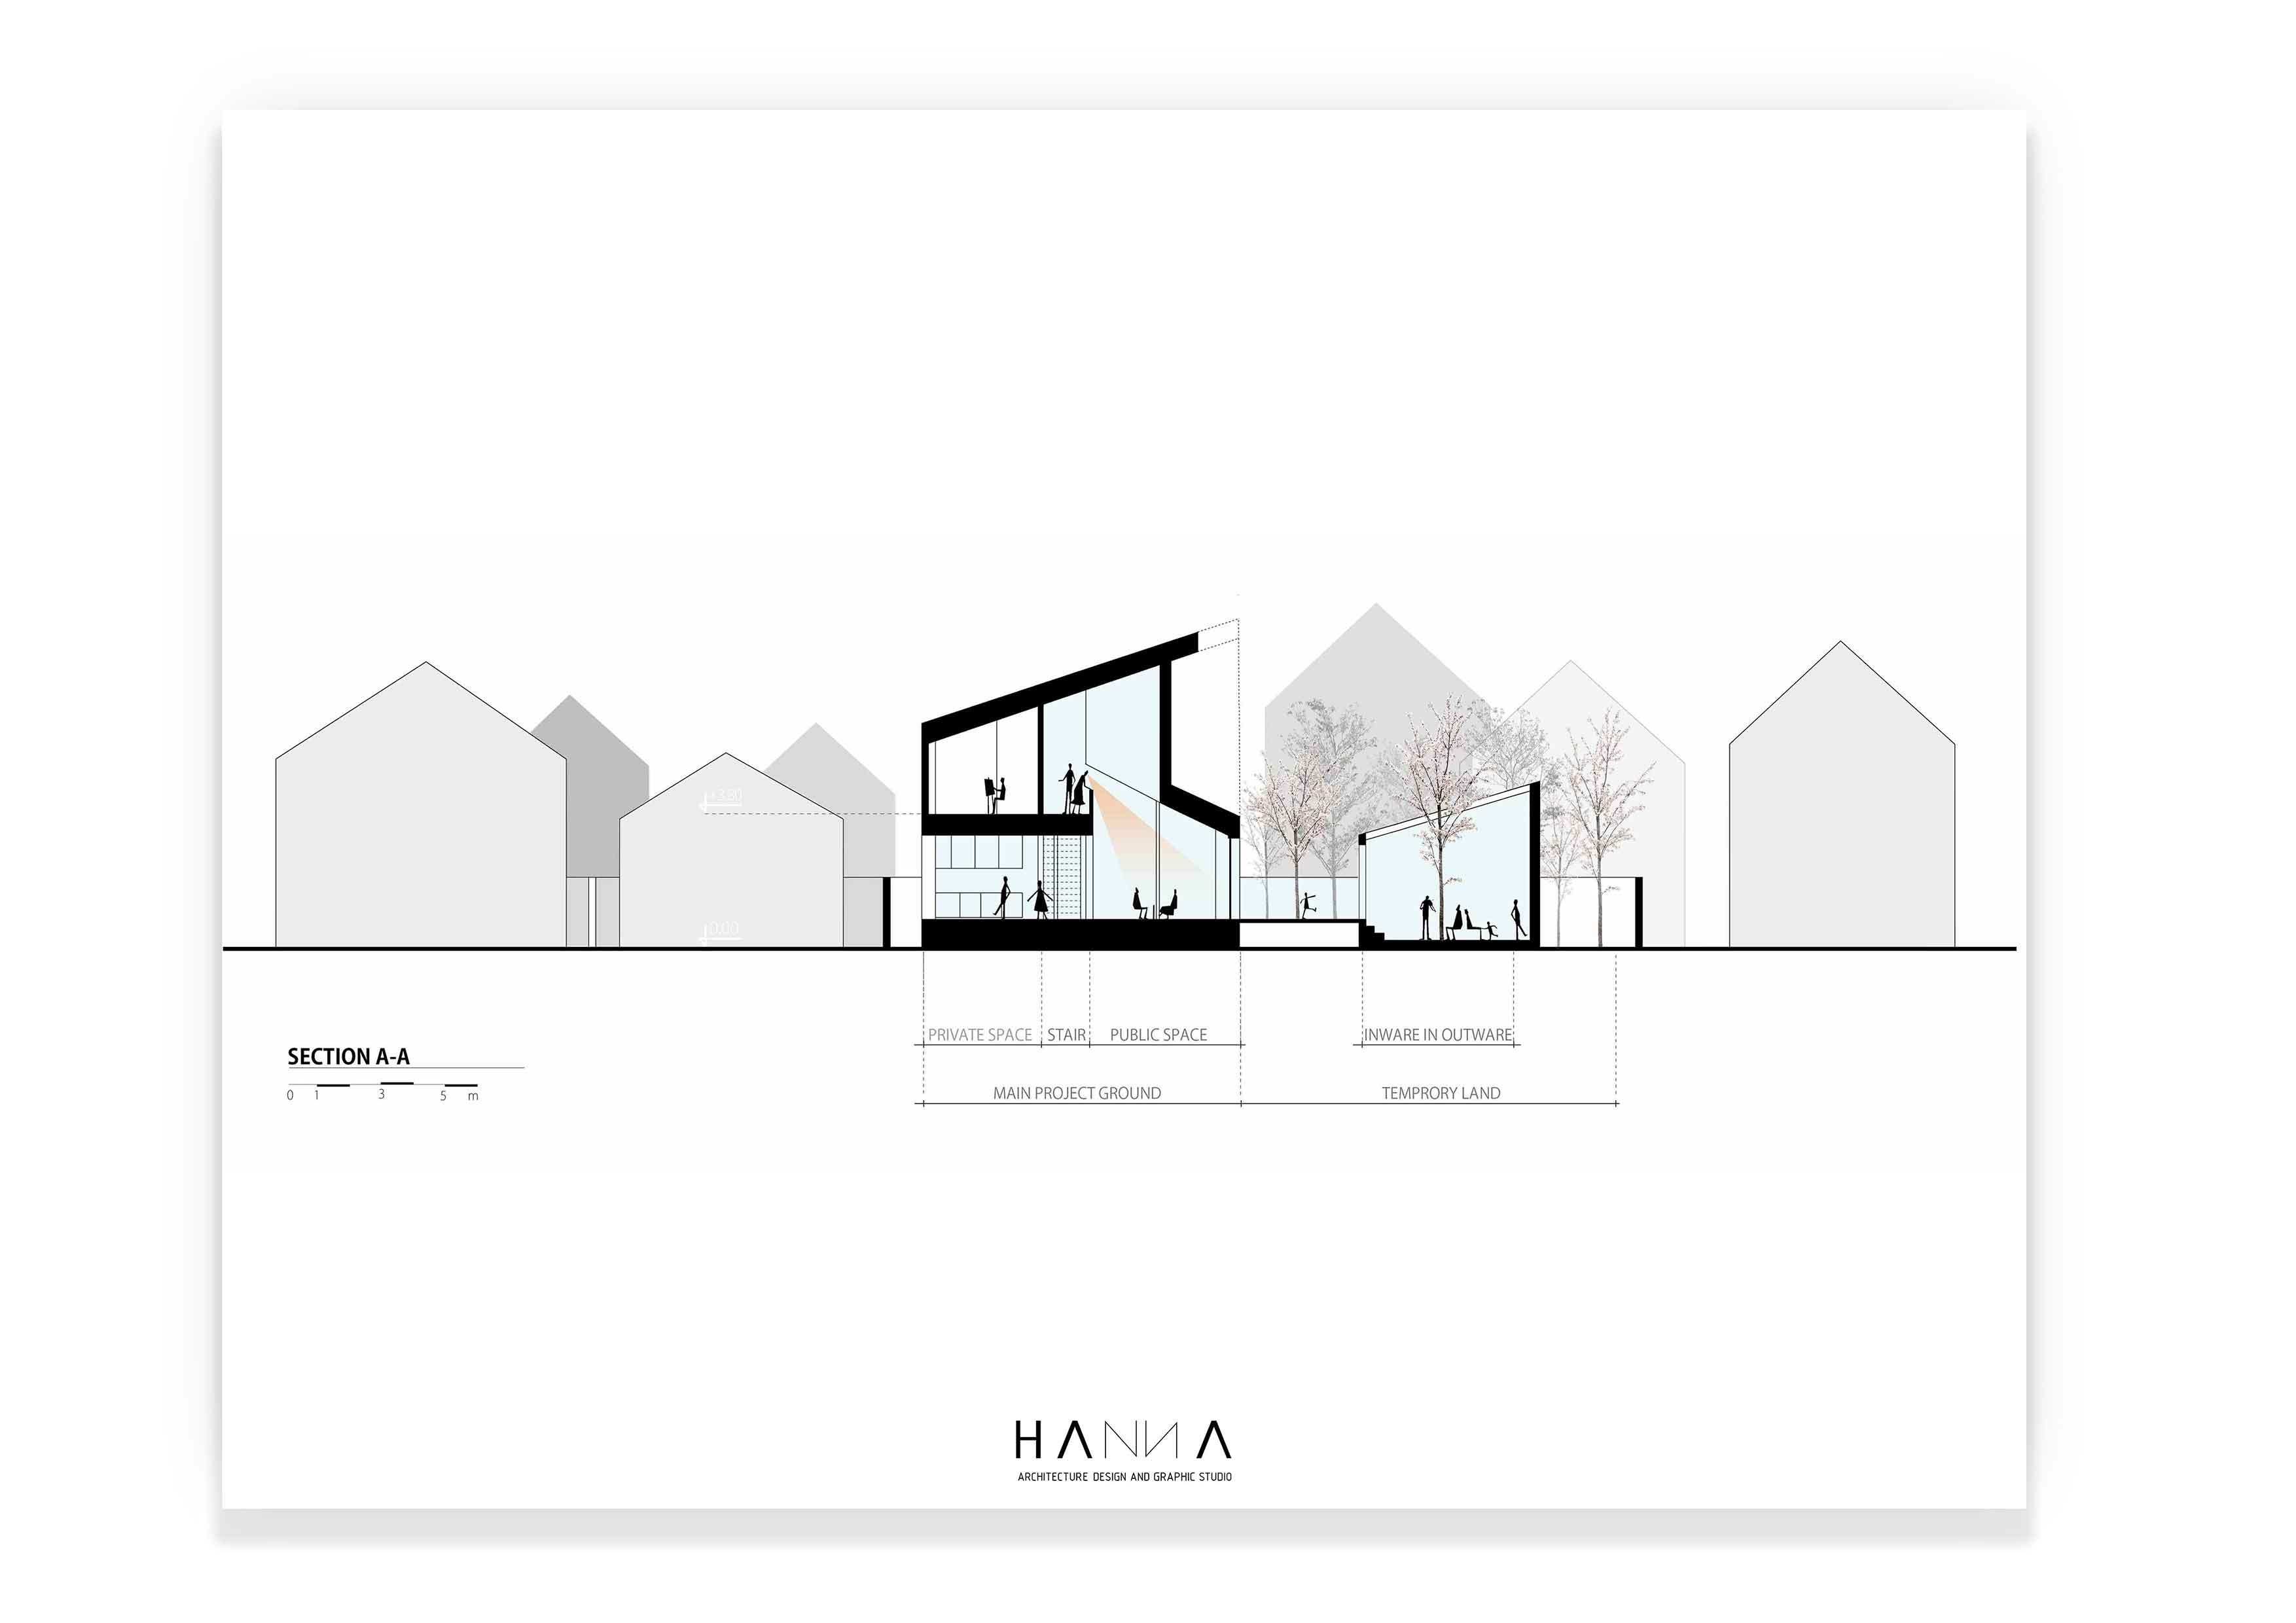 +3.80
0.00
PRIVATE SPACE
STAIR
PUBLIC SPACE
INWARE IN OUTWARE
SECTION A-A
0 1 3 5 m
MAIN PROJECT GROUND
TEMPRORY LAND
HANNA
ARCHITECTURE DESIGN AND GRAPHIC STUDIO